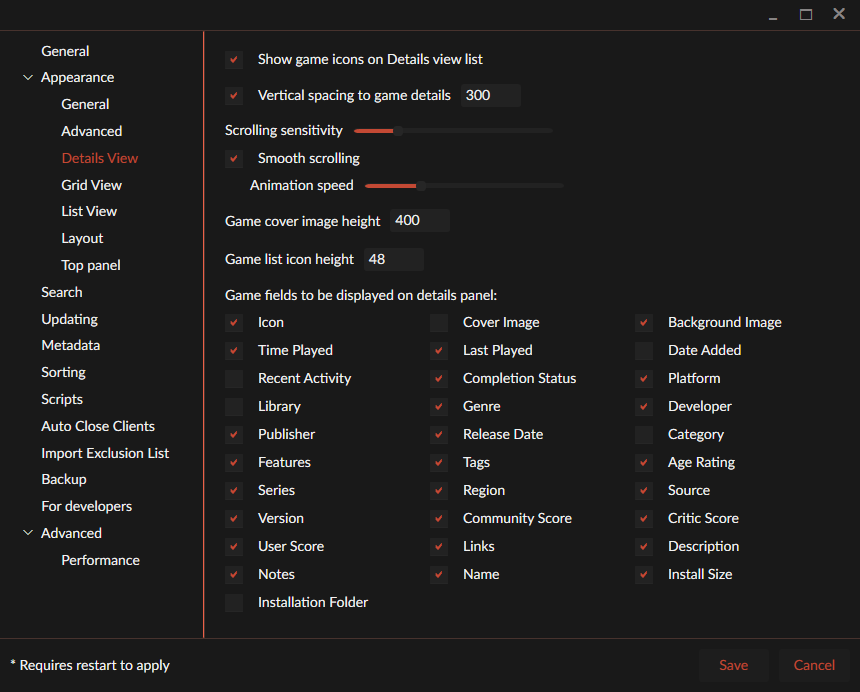 General
Appearance
General
Advanced
Details View
Grid View
List View
Layout
Top panel
Search
Updating
Metadata
Sorting
Scripts
Auto Close Clients
Import Exclusion List
Backup
For developers
Advanced
Performance
Show game icons on Details view list
Vertical spacing to game details 300
Scrolling sensitivity
Smooth scrolling
Animation speed
Game cover image height 400
Game list icon height 48
Game fields to be displayed on details panel:
Icon Cover Image Background Image
Time Played Last Played Date Added
Recent Activity Completion Status Platform
Library Genre Developer
Publisher Release Date Category
Features Tags Age Rating
Series Region Source
Version Community Score Critic Score
User Score Links Description
Notes Name Install Size
Installation Folder
* Requires restart to apply
Save Cancel